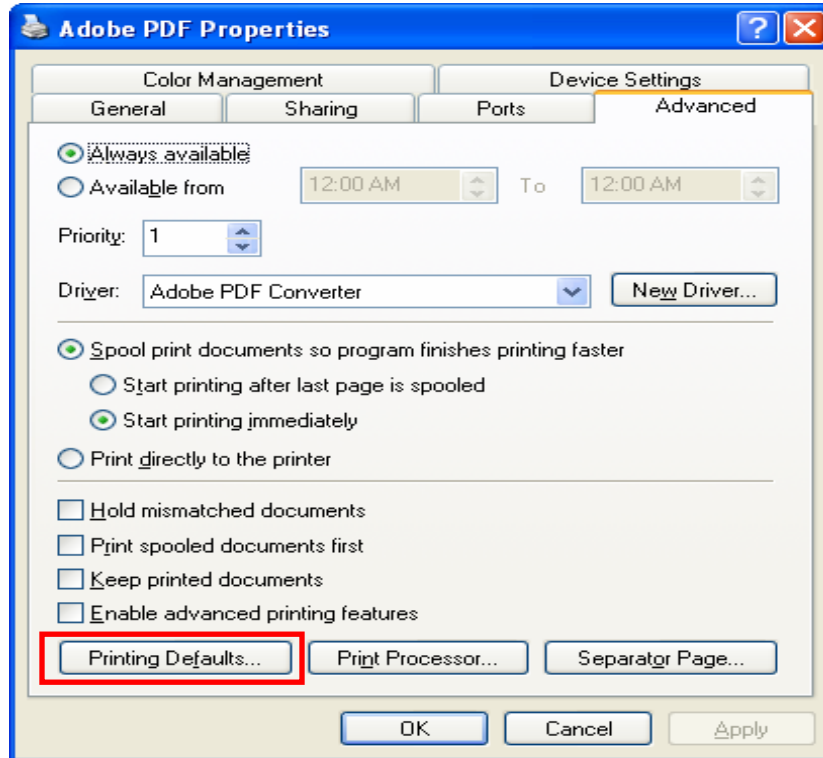 Adobe PDF Properties
Color Management Device Settings
General Sharing Ports Advanced
Always available
Available from 12:00 AM To 12:00 AM
Priority: 1
Driver: Adobe PDF Converter New Driver...
Spool print documents so program finishes printing faster
Start printing after last page is spooled
Start printing immediately
Print directly to the printer
Hold mismatched documents
Print spooled documents first
Keep printed documents
Enable advanced printing features
Printing Defaults... Print Processor... Separator Page...
OK Cancel Apply